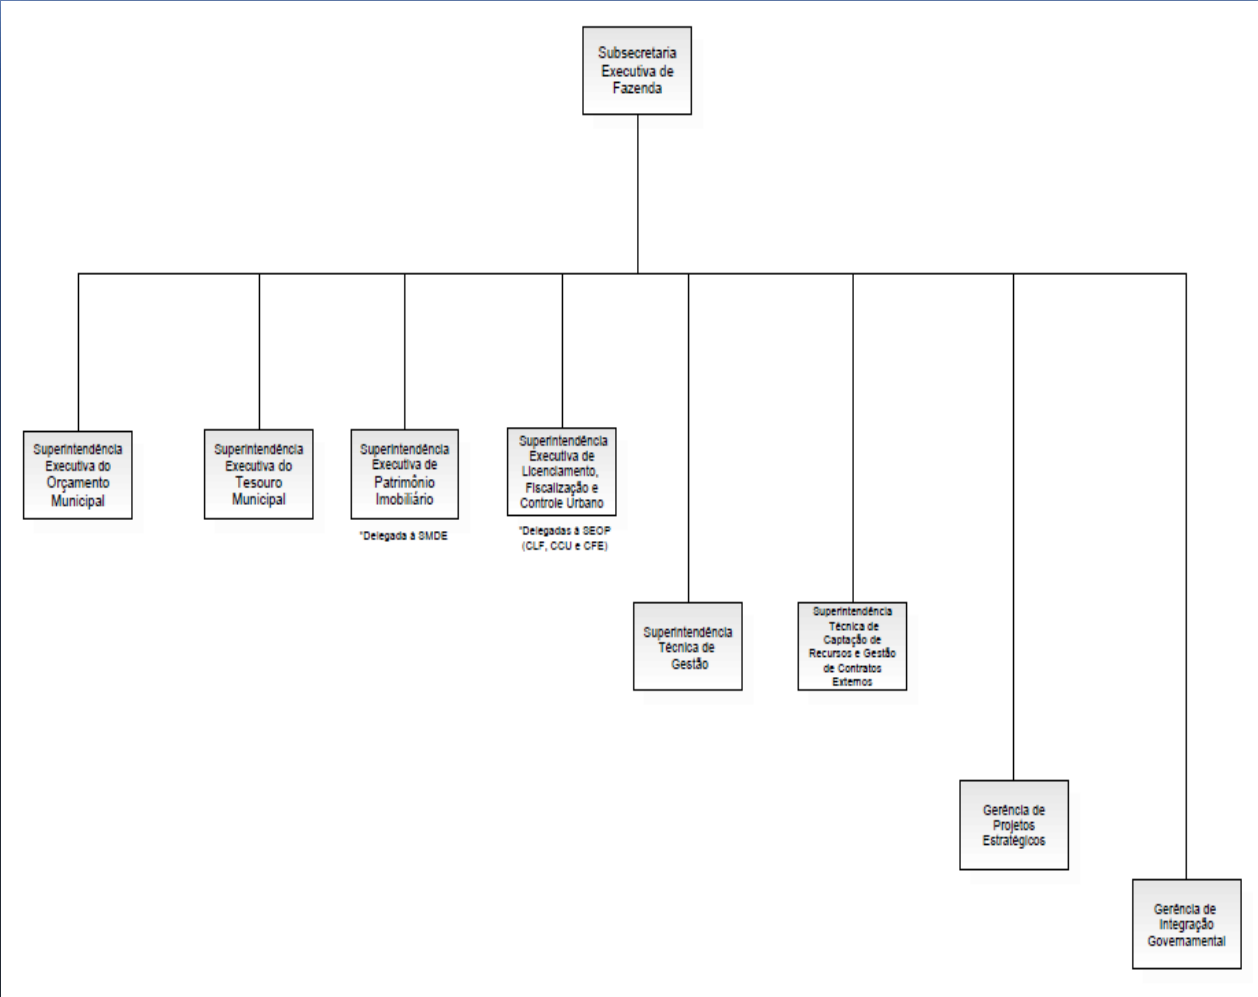 Subsecretaria
Executiva de
Fazenda
Superintendência
Executiva do
Orçamento
Municipal
Superintendência
Executiva do
Tesouro
Municipal
Superintendência
Executiva de
Patrimônio
Imobiliário
*Delegada à SMDE
Superintendência
Executiva de
Licenciamento,
Fiscalização e
Controle Urbano
*Delegadas à SEOP
(CLF, CCU e CFE)
Superintendência
Técnica de
Gestão
Superintendência
Técnica de
Captação de
Recursos e Gestão
de Contratos
Externos
Gerência de
Projetos
Estratégicos
Gerência de
Integração
Governamental